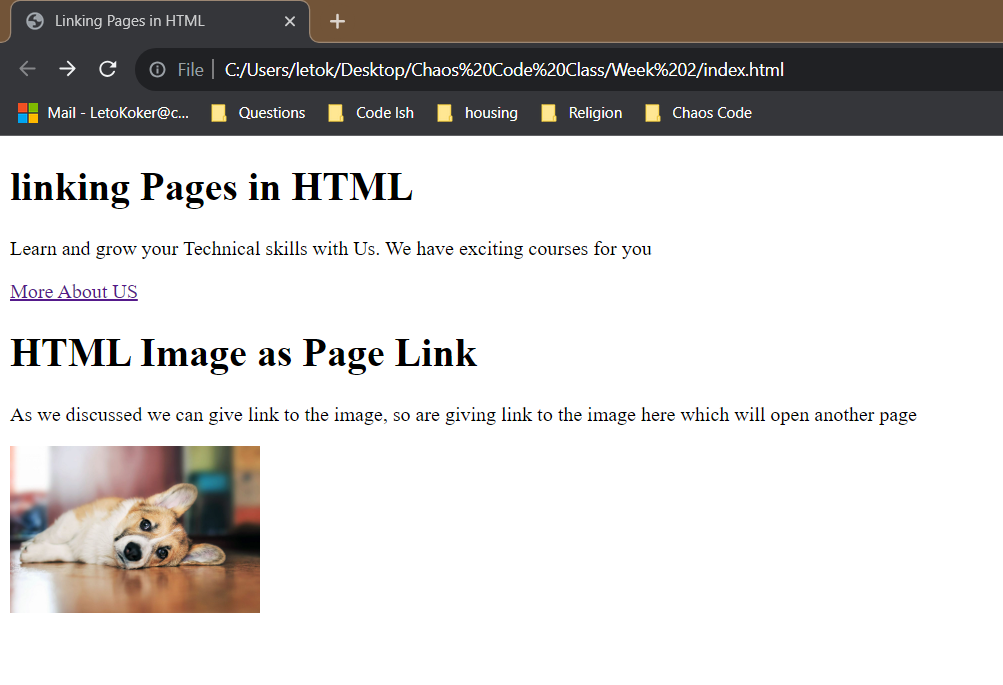 Linking Pages in HTML
File | C:/Users/letok/Desktop/Chaos%20Code%20Class/Week%202/index.html
Mail - LetoKoker@c... Questions Code Ish housing Religion Chaos Code
linking Pages in HTML
Learn and grow your Technical skills with Us. We have exciting courses for you
More About US
HTML Image as Page Link
As we discussed we can give link to the image, so are giving link to the image here which will open another page